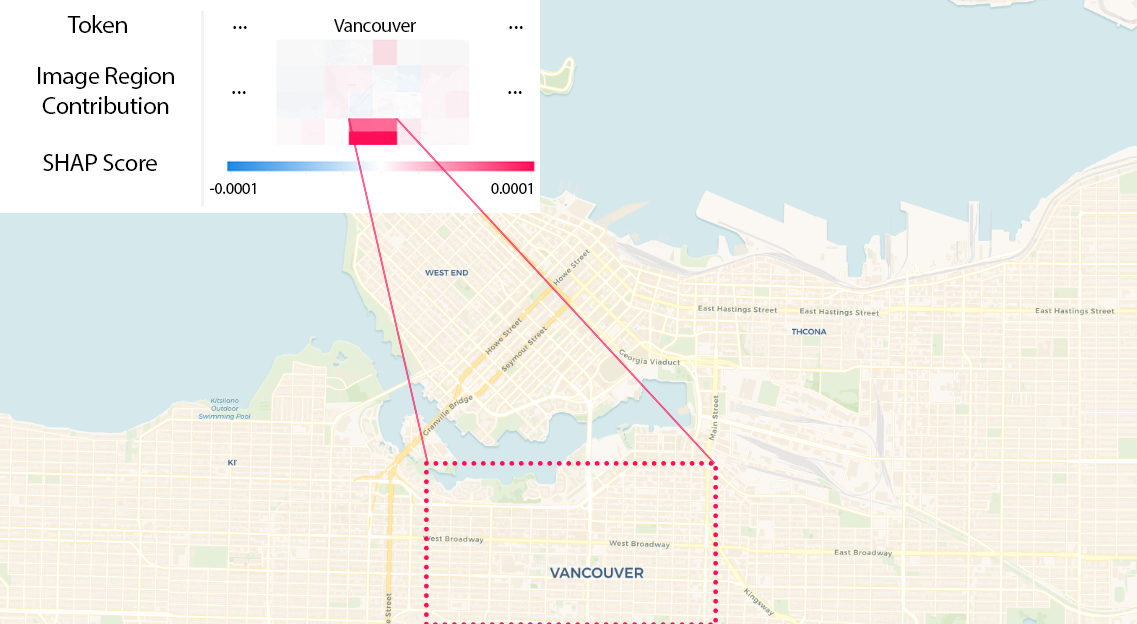 Token
...
Vancouver
...
Image Region
Contribution
...
...
SHAP Score
-0.0001
0.0001
WEST END
Howe Street
East Hastings Street
East Hastings Street
East Hastings Street
THCONA
Howe Street
Seymour Street
Georgia Viaduct
Kitsilano
Outdoor
Swimming Pool
Granville Bridge
Main Street
KI
West Broadway
West Broadway
East Broadway
VANCOUVER
Kingsway
e Street